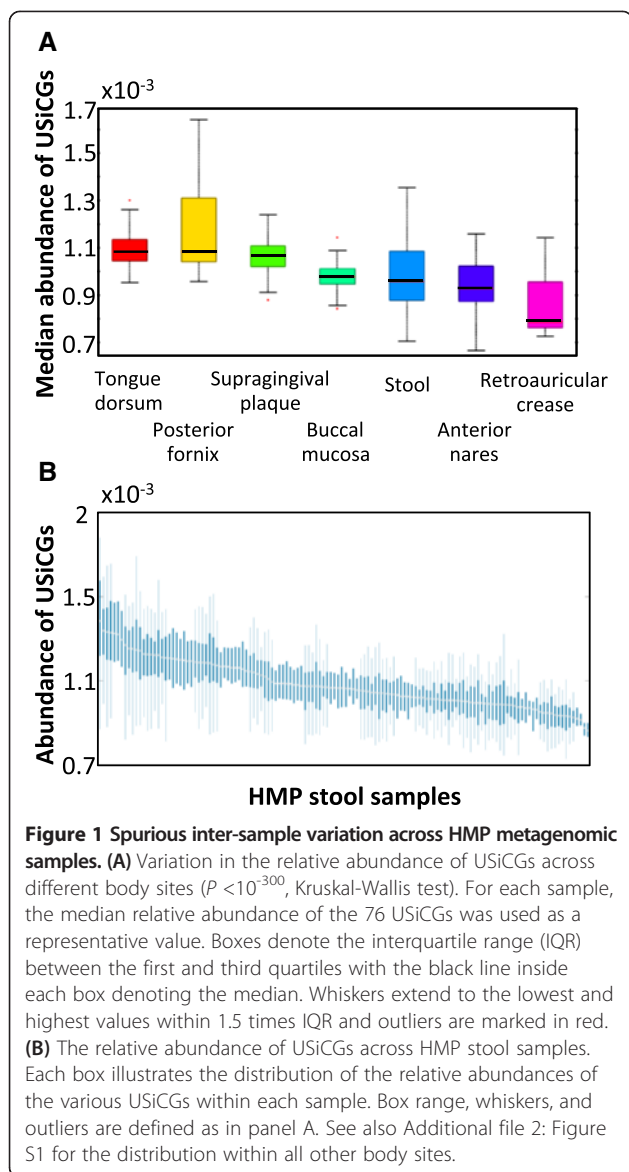 A
x10-3
Median abundance of USiCGs
1.7
1.5
1.3
1.1
0.9
0.7
Tongue dorsum
Posterior fornix
Supragingival plaque
Buccal mucosa
Stool
Anterior nares
Retroauricular crease
B
x10-3
Abundance of USiCGs
2
1.5
1.1
0.7
HMP stool samples
Figure 1 Spurious inter-sample variation across HMP metagenomic
samples. (A) Variation in the relative abundance of USiCGs across
different body sites (P <10-300, Kruskal-Wallis test). For each sample,
the median relative abundance of the 76 USiCGs was used as a
representative value. Boxes denote the interquartile range (IQR)
between the first and third quartiles with the black line inside
each box denoting the median. Whiskers extend to the lowest and
highest values within 1.5 times IQR and outliers are marked in red.
(B) The relative abundance of USiCGs across HMP stool samples.
Each box illustrates the distribution of the relative abundances of
the various USiCGs within each sample. Box range, whiskers, and
outliers are defined as in panel A. See also Additional file 2: Figure
S1 for the distribution within all other body sites.